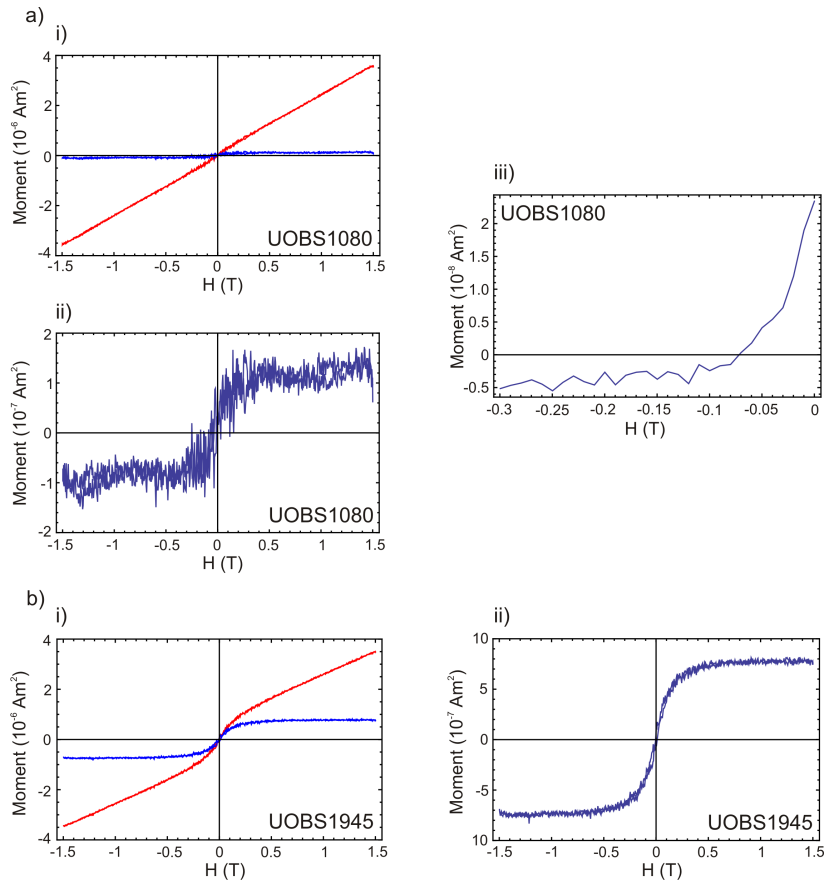 a)
i)
Moment (10⁻⁶ Am²)
4
2
0
-2
-4
-1.5 -1 -0.5 0 0.5 1 1.5
H (T)
UOBS1080
ii)
Moment (10⁻⁷ Am²)
2
1
0
-1
-2
-1.5 -1 -0.5 0 0.5 1 1.5
H (T)
UOBS1080
iii)
UOBS1080
Moment (10⁻⁸ Am²)
2
1.5
1.0
0.5
0
-0.5
-0.3 -0.25 -0.2 -0.15 -0.1 -0.05 0
H (T)
b)
i)
Moment (10⁻⁶ Am²)
4
2
0
-2
-4
-1.5 -1 -0.5 0 0.5 1 1.5
H (T)
UOBS1945
ii)
Moment (10⁻⁷ Am²)
10
5
0
-5
10
-1.5 -1 -0.5 0 0.5 1 1.5
H (T)
UOBS1945